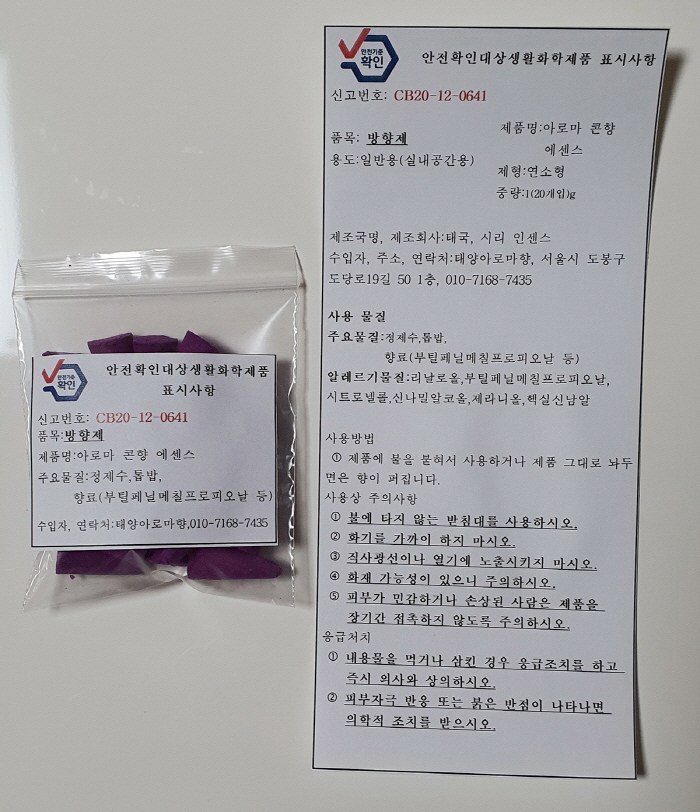 안전기준
확인
안전확인대상생활화학제품
표시사항
신고번호: CB20-12-0641
품목:방향제
제품명:아로마 콘향 에센스
주요물질:정제수,톱밥,
향료(부틸페닐메칠프로피오날 등)
수입자, 연락처:태양아로마향,010-7168-7435
안전기준
확인
안전확인대상생활화학제품 표시사항
신고번호: CB20-12-0641
품목: 방향제
용도:일반용(실내공간용)
제품명:아로마 콘향
에센스
제형:연소형
중량:1(20개입)g
제조국명, 제조회사:태국, 시리 인센스
수입자, 주소, 연락처:태양아로마향, 서울시 도봉구
도당로19길 50 1층, 010-7168-7435
사용 물질
주요물질:정제수,톱밥,
향료(부틸페닐메칠프로피오날 등)
알레르기물질:리날로올,부틸페닐메칠프로피오날,
시트로넬롤,신나밀알코올,제라니올,헥실신남알
사용방법
① 제품에 불을 붙혀서 사용하거나 제품 그대로 놔두
면은 향이 퍼집니다.
사용상 주의사항
① 불에 타지 않는 받침대를 사용하시오.
② 화기를 가까이 하지 마시오.
③ 직사광선이나 열기에 노출시키지 마시오.
④ 화재 가능성이 있으니 주의하시오.
⑤ 피부가 민감하거나 손상된 사람은 제품을
장기간 접촉하지 않도록 주의하시오.
응급처치
① 내용물을 먹거나 삼킨 경우 응급조치를 하고
즉시 의사와 상의하시오.
② 피부자극 반응 또는 붉은 반점이 나타나면
의학적 조치를 받으시오.